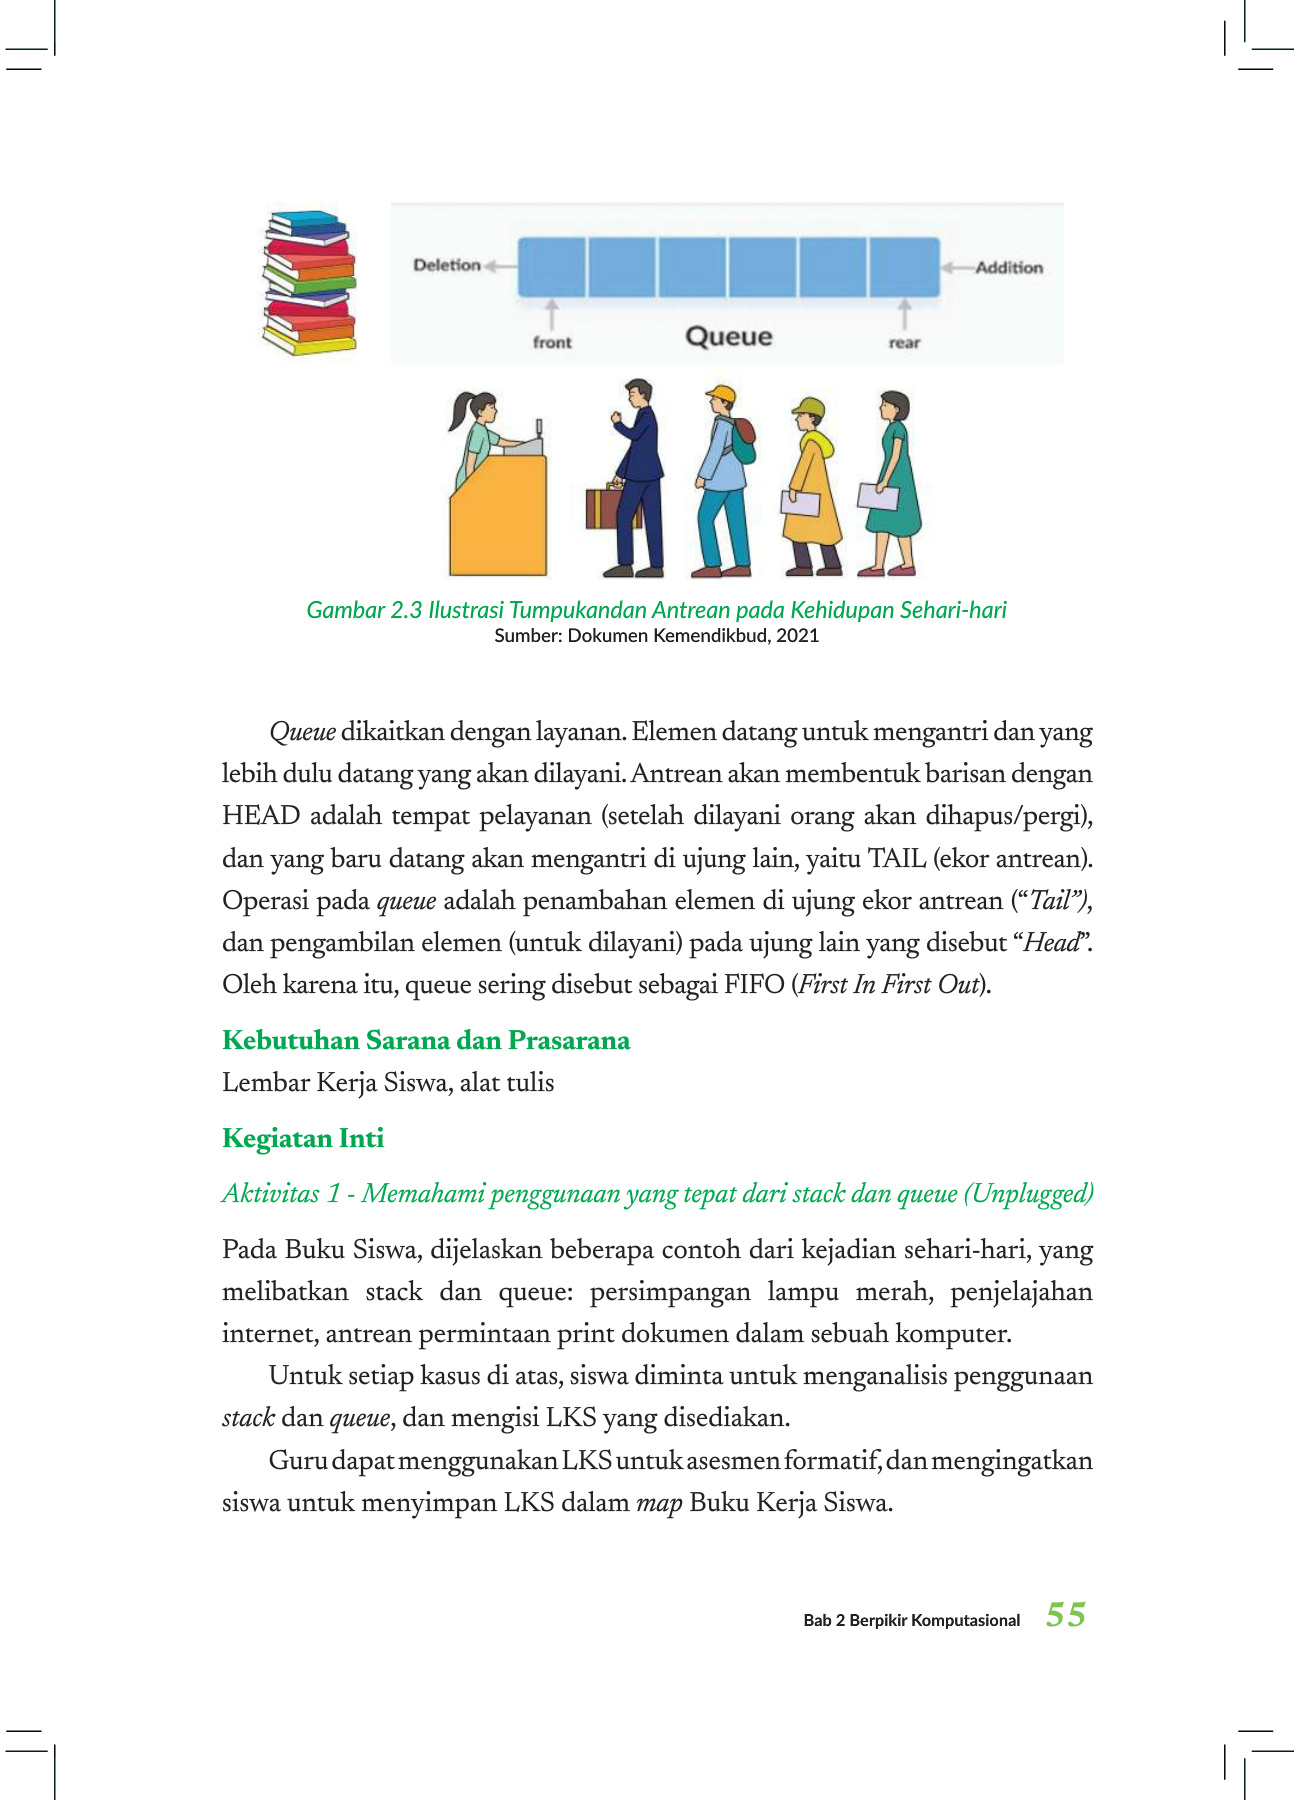 Deletion
Addition
front
Queue
rear
Gambar 2.3 Ilustrasi Tumpukandan Antrean pada Kehidupan Sehari-hari
Sumber: Dokumen Kemendikbud, 2021
Queue dikaitkan dengan layanan. Elemen datang untuk mengantri dan yang
lebih dulu datang yang akan dilayani. Antrean akan membentuk barisan dengan
HEAD adalah tempat pelayanan (setelah dilayani orang akan dihapus/pergi),
dan yang baru datang akan mengantri di ujung lain, yaitu TAIL (ekor antrean).
Operasi pada queue adalah penambahan elemen di ujung ekor antrean (“Tail”),
dan pengambilan elemen (untuk dilayani) pada ujung lain yang disebut “Head”.
Oleh karena itu, queue sering disebut sebagai FIFO (First In First Out).
Kebutuhan Sarana dan Prasarana
Lembar Kerja Siswa, alat tulis
Kegiatan Inti
Aktivitas 1 - Memahami penggunaan yang tepat dari stack dan queue (Unplugged)
Pada Buku Siswa, dijelaskan beberapa contoh dari kejadian sehari-hari, yang
melibatkan stack dan queue: persimpangan lampu merah, penjelajahan
internet, antrean permintaan print dokumen dalam sebuah komputer.
Untuk setiap kasus di atas, siswa diminta untuk menganalisis penggunaan
stack dan queue, dan mengisi LKS yang disediakan.
Guru dapat menggunakan LKS untuk asesmen formatif, dan mengingatkan
siswa untuk menyimpan LKS dalam map Buku Kerja Siswa.
Bab 2 Berpikir Komputasional 55